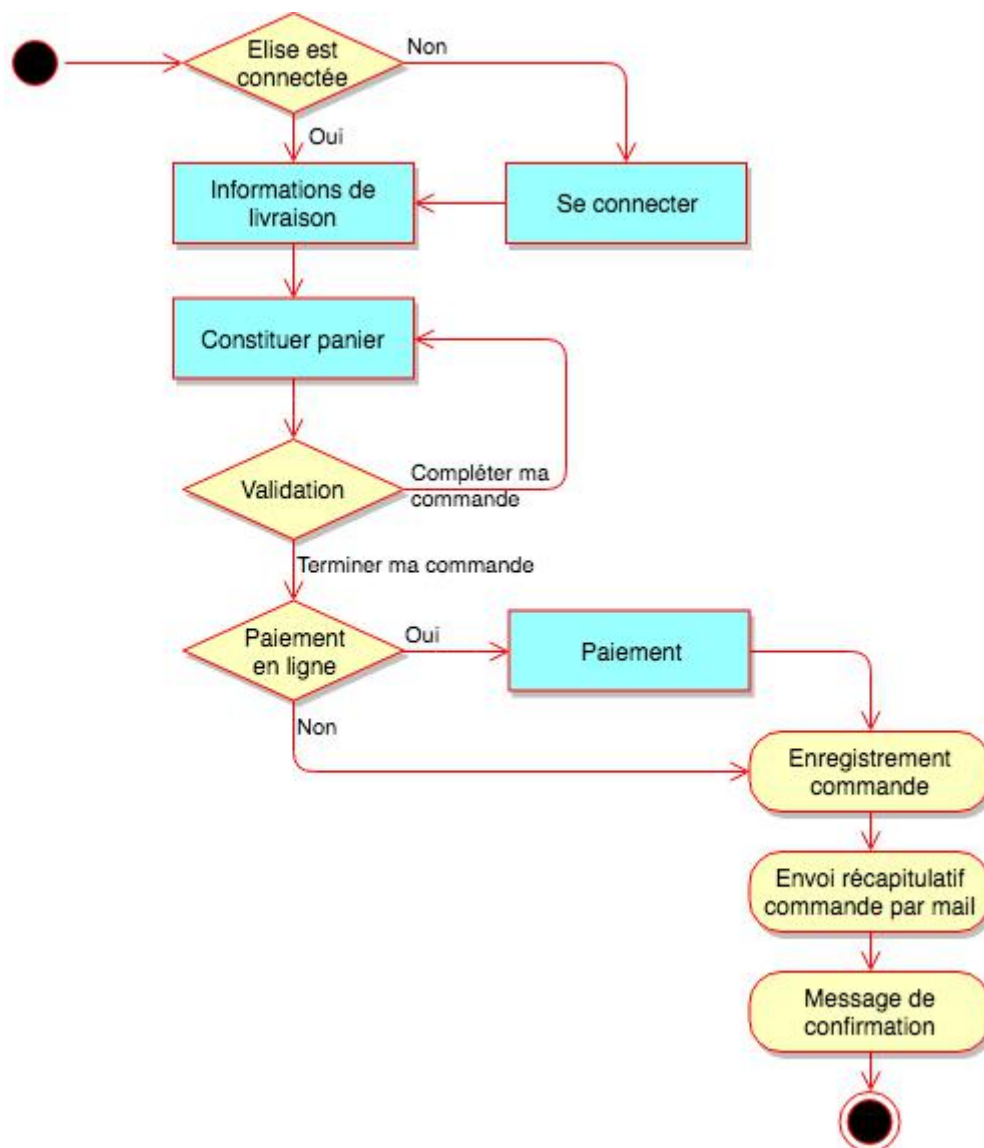 Elise est
connectée
Non
Oui
Informations de
livraison
Se connecter
Constituer panier
Validation
Compléter ma
commande
Terminer ma commande
Paiement
en ligne
Oui
Paiement
Non
Enregistrement
commande
Envoi récapitulatif
commande par mail
Message de
confirmation